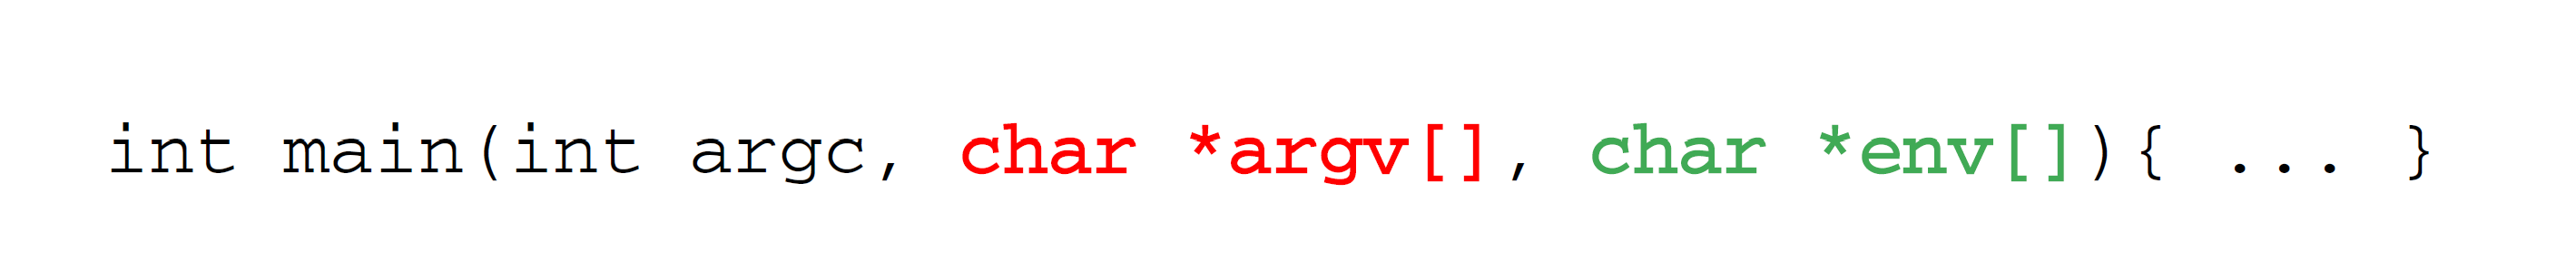 int main(int argc, char *argv[], char *env[]){ ... }